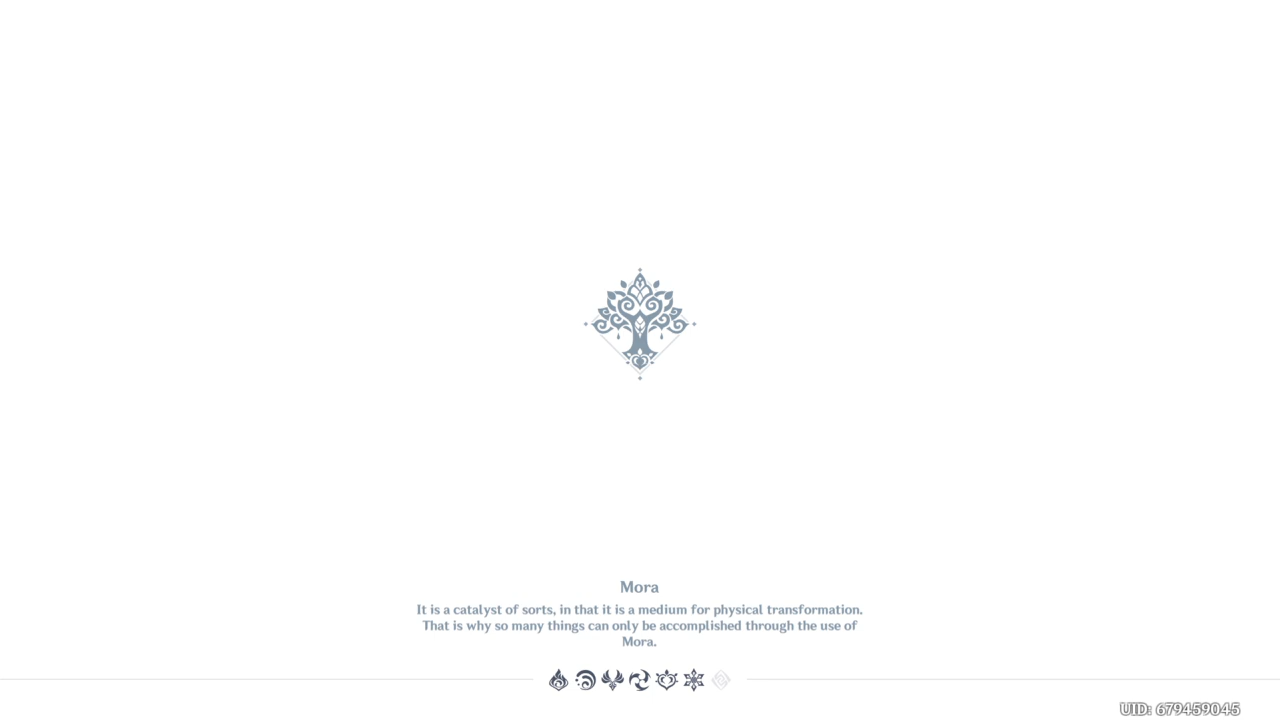 Mora
It is a catalyst of sorts, in that it is a medium for physical transformation.
That is why so many things can only be accomplished through the use of
Mora.
UID: 679459045